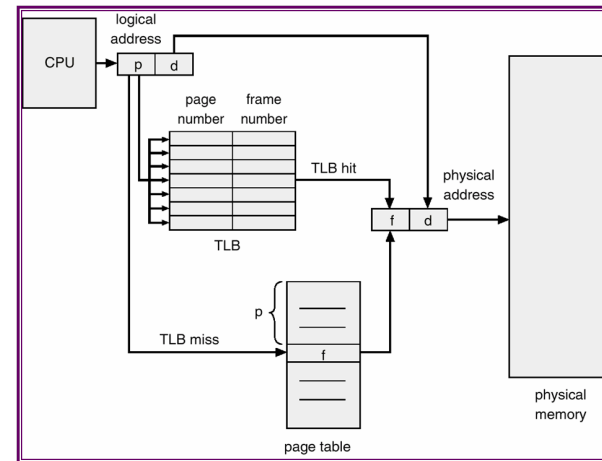 logical
address
CPU
p d
page
number
frame
number
TLB hit
physical
address
f d
TLB
p
TLB miss
f
page table
physical
memory